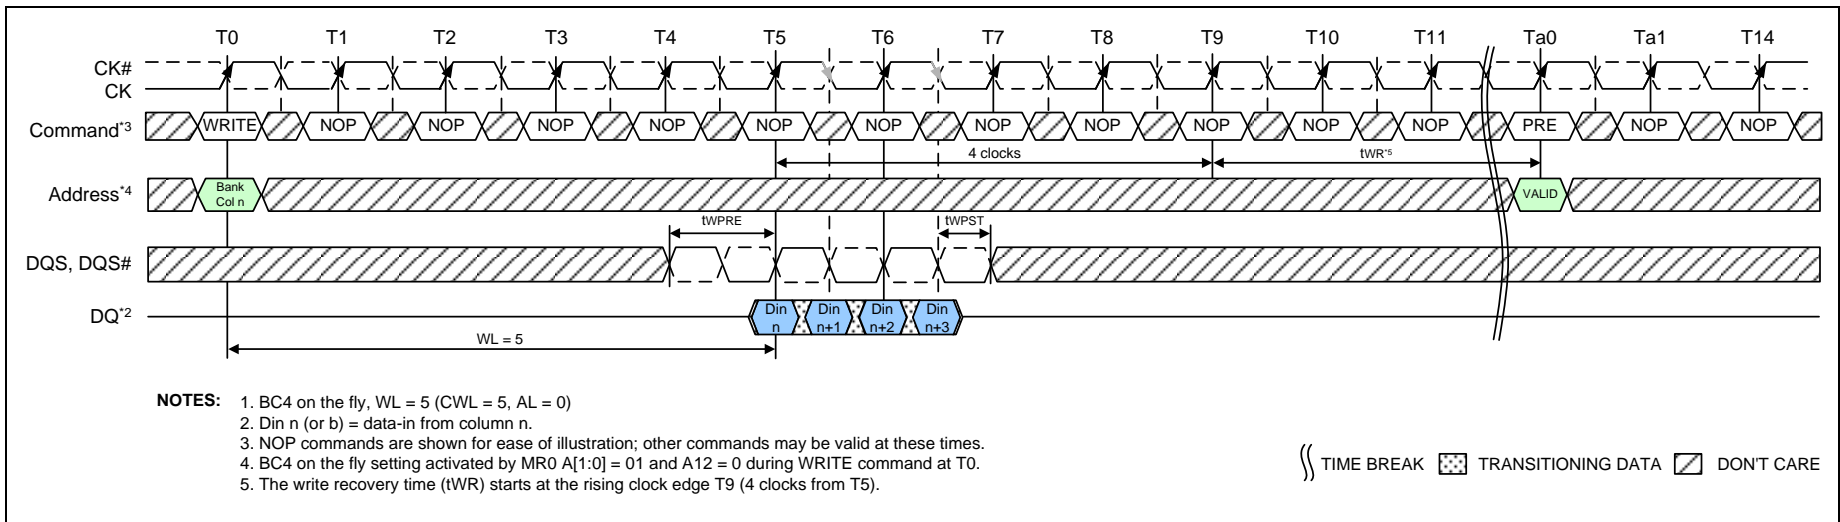 T0 T1 T2 T3 T4 T5 T6 T7 T8 T9 T10 T11 Ta0 Ta1 T14
CK#
CK
Command*3 WRITE NOP NOP NOP NOP NOP NOP NOP NOP NOP NOP NOP PRE NOP NOP
4 clocks tWR*5
Address*4 Bank Col n VALID
tWPRE tWPST
DQS, DQS#
DQ*2 Din n Din n+1 Din n+2 Din n+3
WL = 5
NOTES: 1. BC4 on the fly, WL = 5 (CWL = 5, AL = 0)
2. Din n (or b) = data-in from column n.
3. NOP commands are shown for ease of illustration; other commands may be valid at these times.
4. BC4 on the fly setting activated by MR0 A[1:0] = 01 and A12 = 0 during WRITE command at T0.
5. The write recovery time (tWR) starts at the rising clock edge T9 (4 clocks from T5).
TIME BREAK TRANSITIONING DATA DON'T CARE